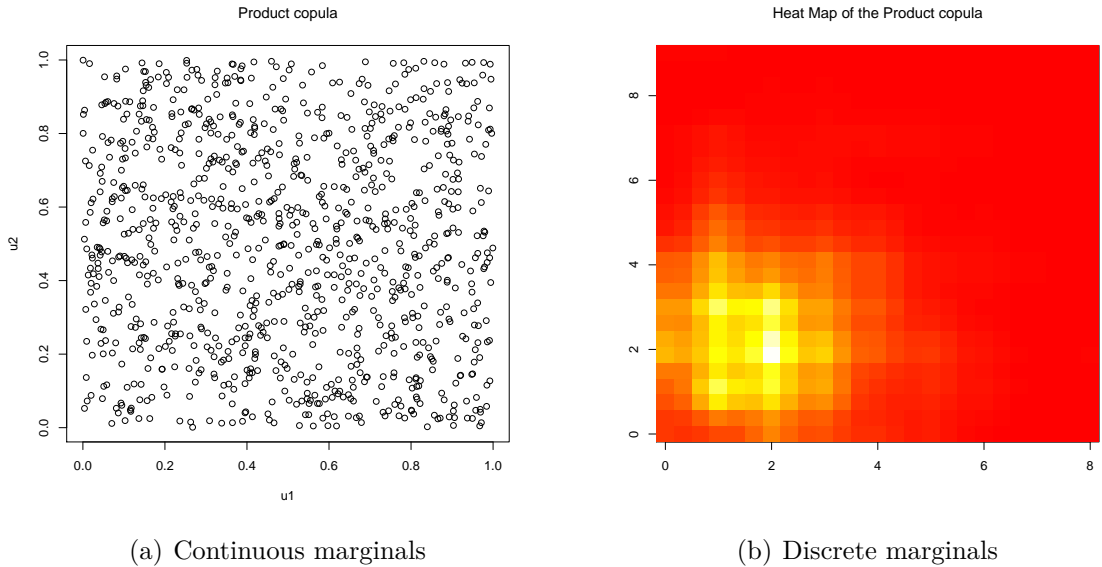 Product copula
1.0
0.8
0.6
0.4
0.2
0.0
u2
0.0 0.2 0.4 0.6 0.8 1.0
u1
(a) Continuous marginals
Heat Map of the Product copula
8
6
4
2
0
0 2 4 6 8
(b) Discrete marginals